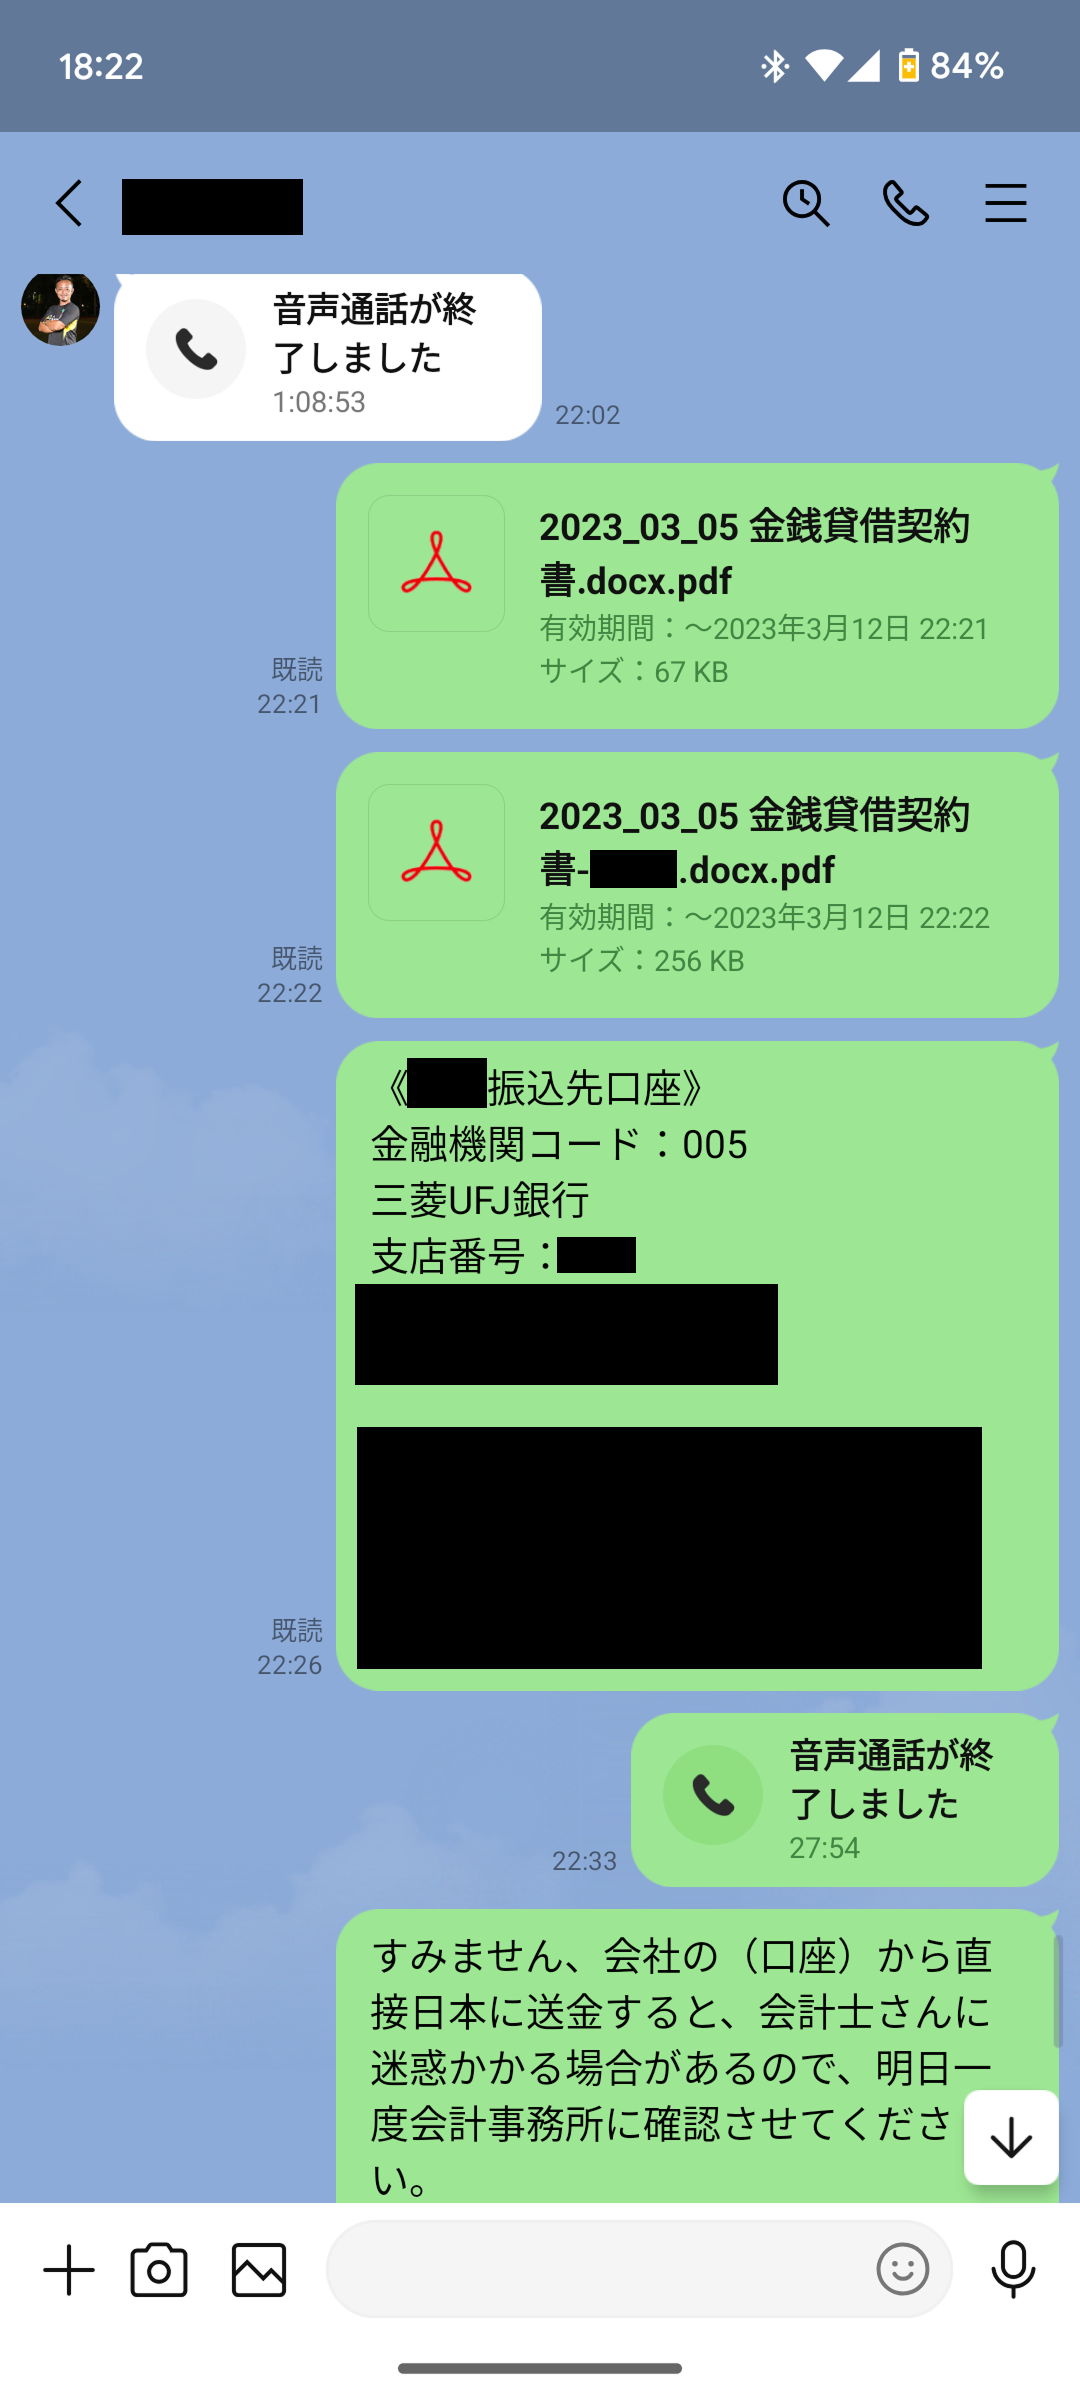 18:22
84%
音声通話が終
了しました
1:08:53
22:02
2023_03_05 金銭貸借契約
書.docx.pdf
有効期間：～2023年3月12日 22:21
サイズ：67 KB
既読
22:21
2023_03_05 金銭貸借契約
書-.docx.pdf
有効期間：～2023年3月12日 22:22
サイズ：256 KB
既読
22:22
《振込先口座》
金融機関コード：005
三菱UFJ銀行
支店番号：
既読
22:26
音声通話が終
了しました
27:54
22:33
すみません、会社の（口座）から直
接日本に送金すると、会計士さんに
迷惑かかる場合があるので、明日一
度会計事務所に確認させてくださ
い。